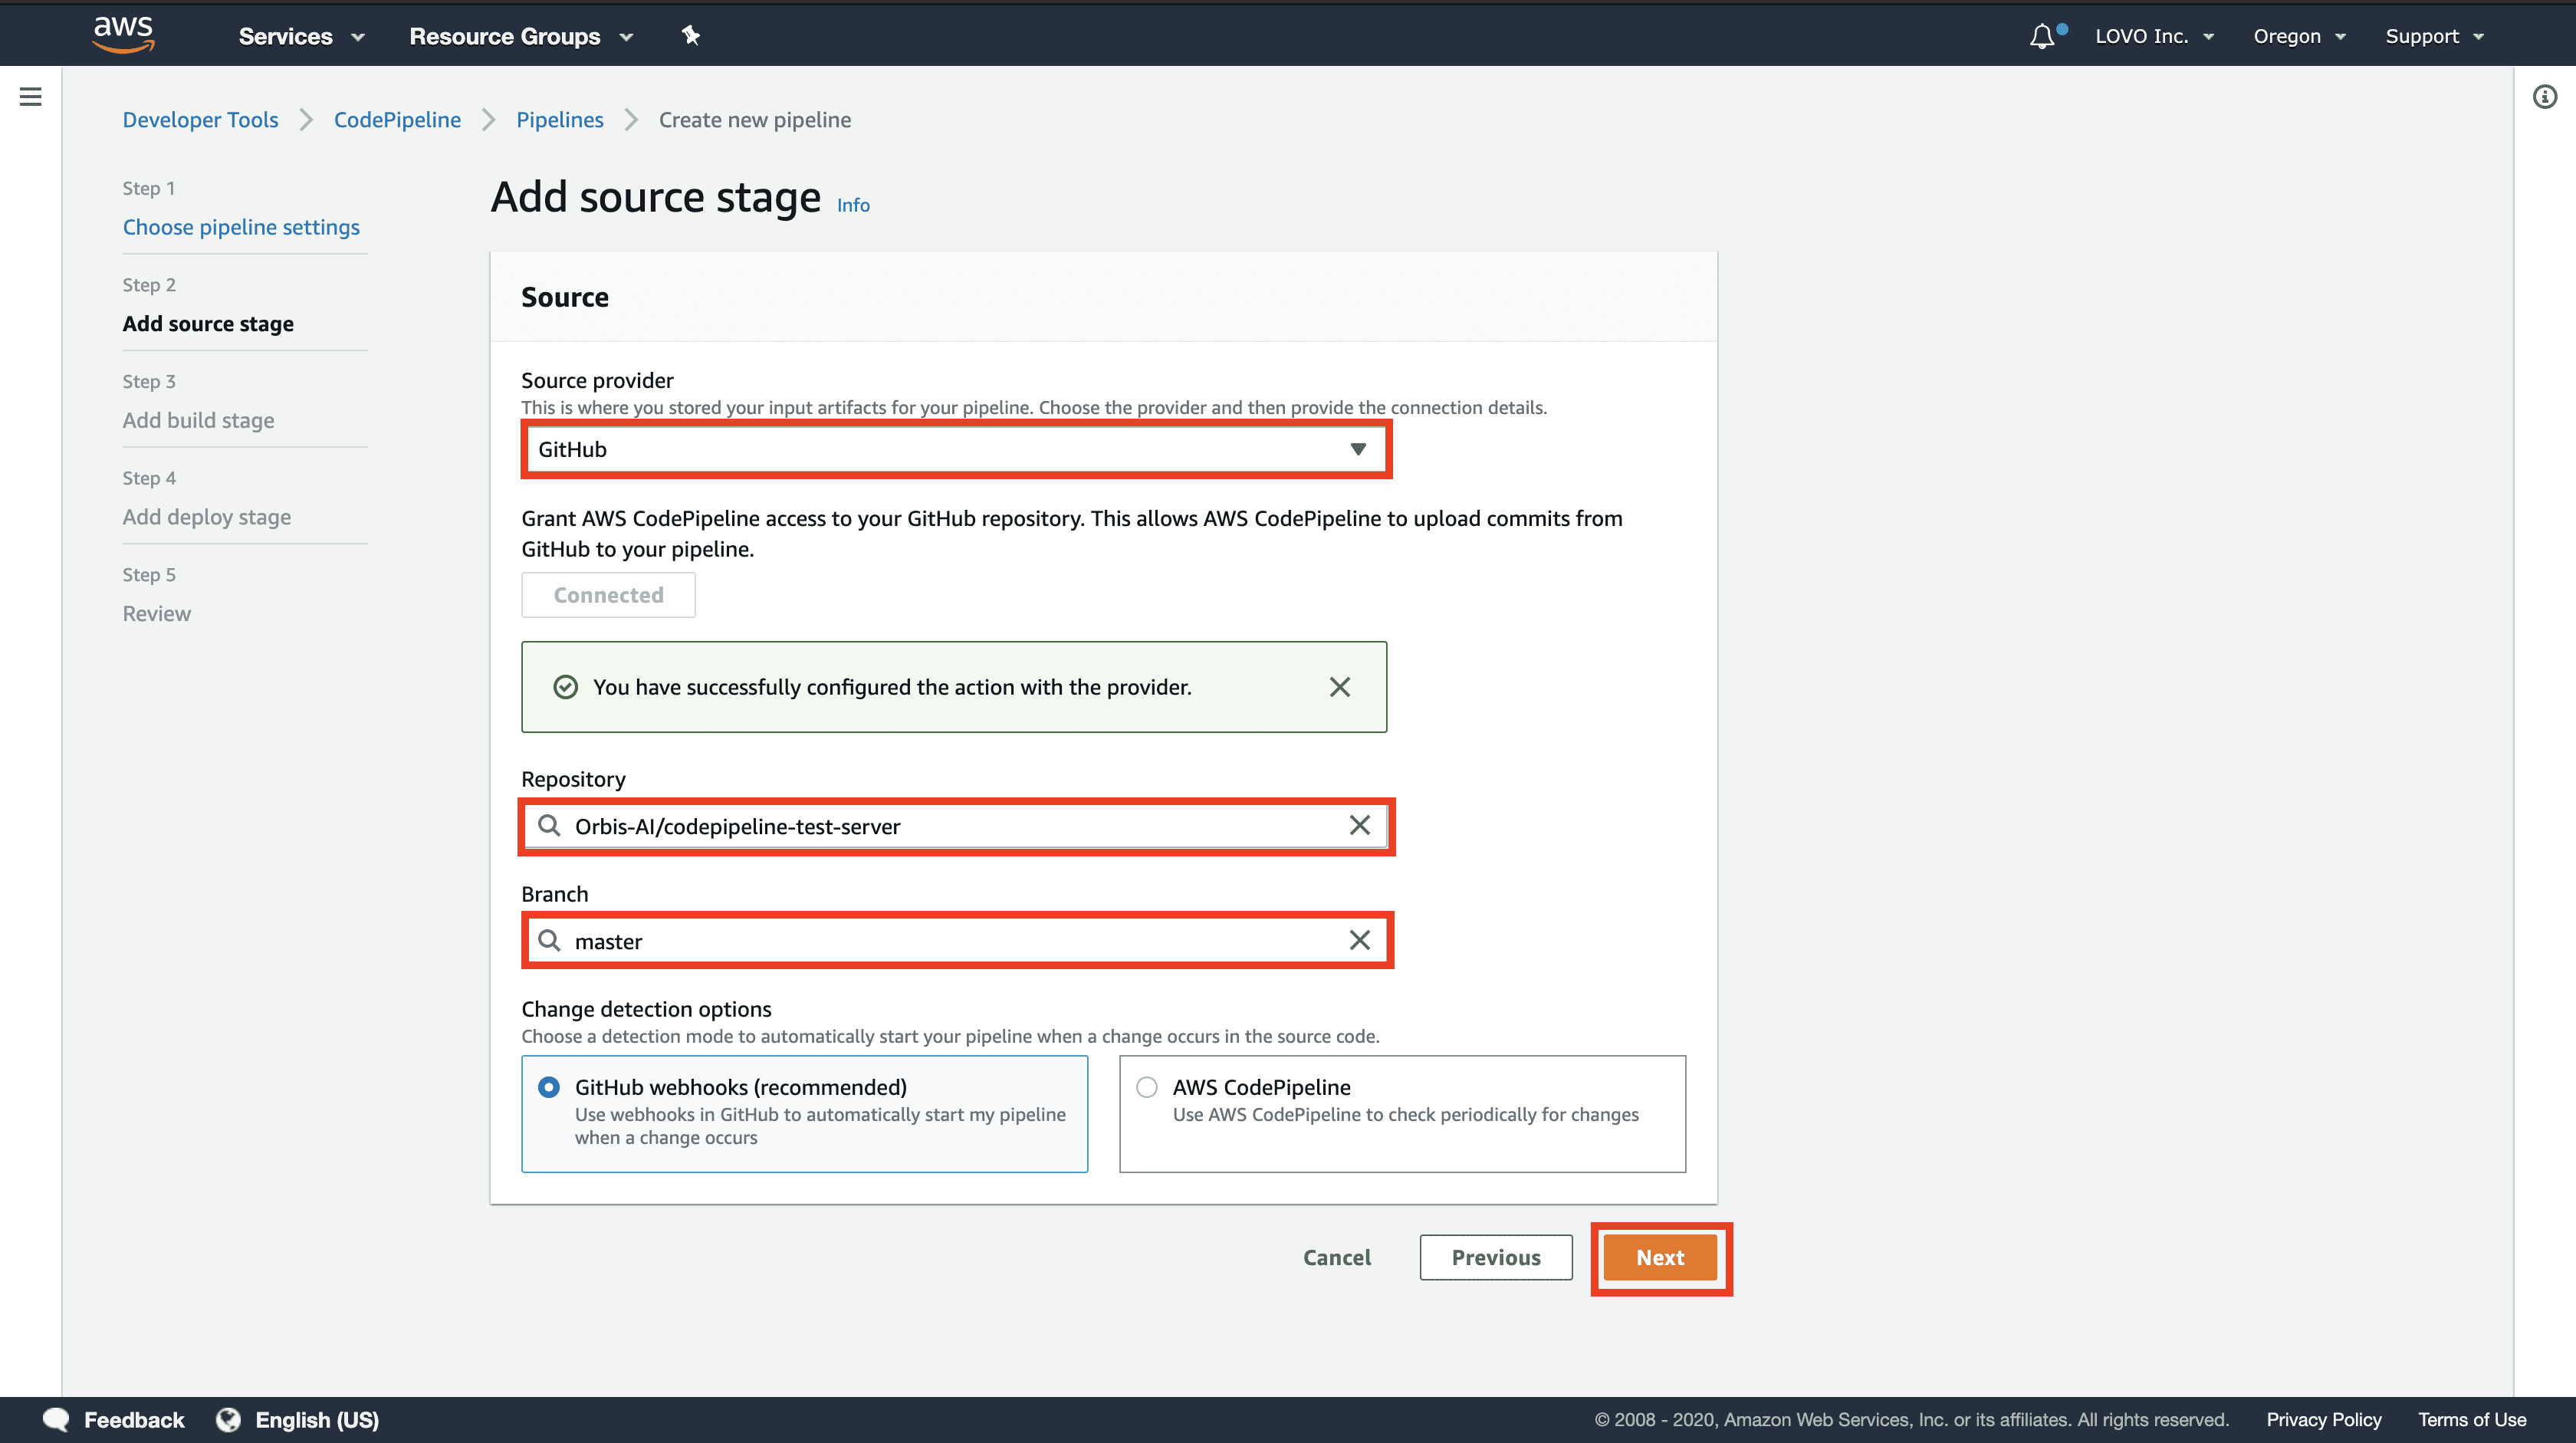 aws
Services
Resource Groups
LOVO Inc.
Oregon
Support
Developer Tools
CodePipeline
Pipelines
Create new pipeline
Step 1
Choose pipeline settings
Step 2
Add source stage
Step 3
Add build stage
Step 4
Add deploy stage
Step 5
Review
Add source stage Info
Source
Source provider
This is where you stored your input artifacts for your pipeline. Choose the provider and then provide the connection details.
GitHub
Grant AWS CodePipeline access to your GitHub repository. This allows AWS CodePipeline to upload commits from
GitHub to your pipeline.
Connected
You have successfully configured the action with the provider.
Repository
Orbis-AI/codepipeline-test-server
Branch
master
Change detection options
Choose a detection mode to automatically start your pipeline when a change occurs in the source code.
GitHub webhooks (recommended)
Use webhooks in GitHub to automatically start my pipeline
when a change occurs
AWS CodePipeline
Use AWS CodePipeline to check periodically for changes
Cancel
Previous
Next
Feedback
English (US)
© 2008 - 2020, Amazon Web Services, Inc. or its affiliates. All rights reserved.
Privacy Policy
Terms of Use